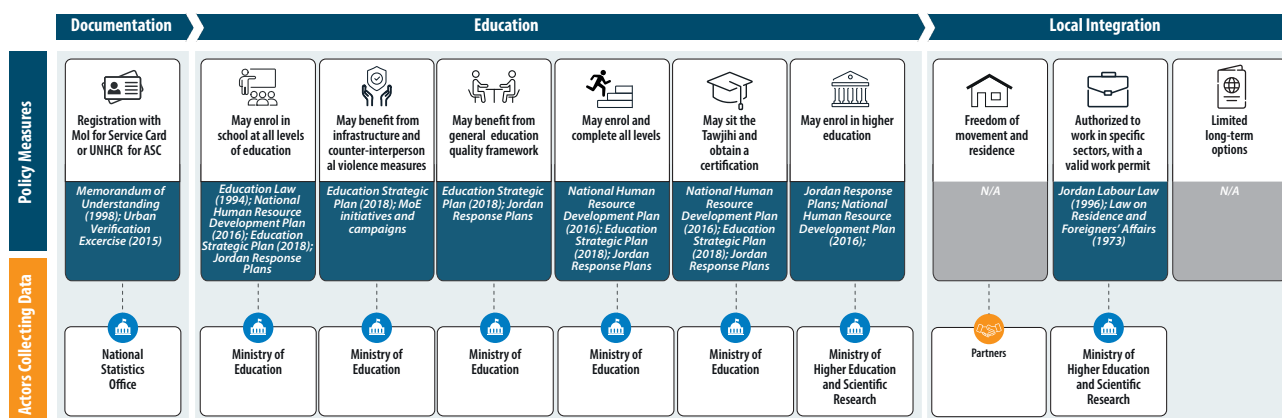 Documentation
Education
Local Integration
Policy Measures
Registration with
MoI for Service Card
or UNHCR for ASC
Memorandum of
Understanding
(1998); Urban
Verification
Excercise (2015)
May enrol in
school at all levels
of education
Education Law
(1994); National
Human Resource
Development Plan
(2016); Education
Strategic Plan (2018);
Jordan Response
Plans
May benefit from
infrastructure and
counter-interperson
al violence measures
Education Strategic
Plan (2018); MoE
initiatives and
campaigns
May benefit from
general education
quality framework
Education Strategic
Plan (2018); Jordan
Response Plans
May enrol and
complete all levels
National Human
Resource
Development Plan
(2016): Education
Strategic Plan
(2018); Jordan
Response Plans
May sit the
Tawjihi and
obtain a
certification
National Human
Resource
Development Plan
(2016); Education
Strategic Plan
(2018); Jordan
Response Plans
May enrol in higher
education
Jordan Response
Plans; National
Human Resource
Development Plan
(2016);
Freedom of
movement and
residence
N/A
Authorized to
work in specific
sectors, with a
valid work permit
Jordan Labour Law
(1996); Law on
Residence and
Foreigners' Affairs
(1973)
Limited
long-term
options
N/A
Actors Collecting Data
National
Statistics
Office
Ministry of
Education
Ministry of
Education
Ministry of
Education
Ministry of
Education
Ministry of
Education
Ministry of
Higher Education
and Scientific
Research
Partners
Ministry of
Higher Education
and Scientific
Research